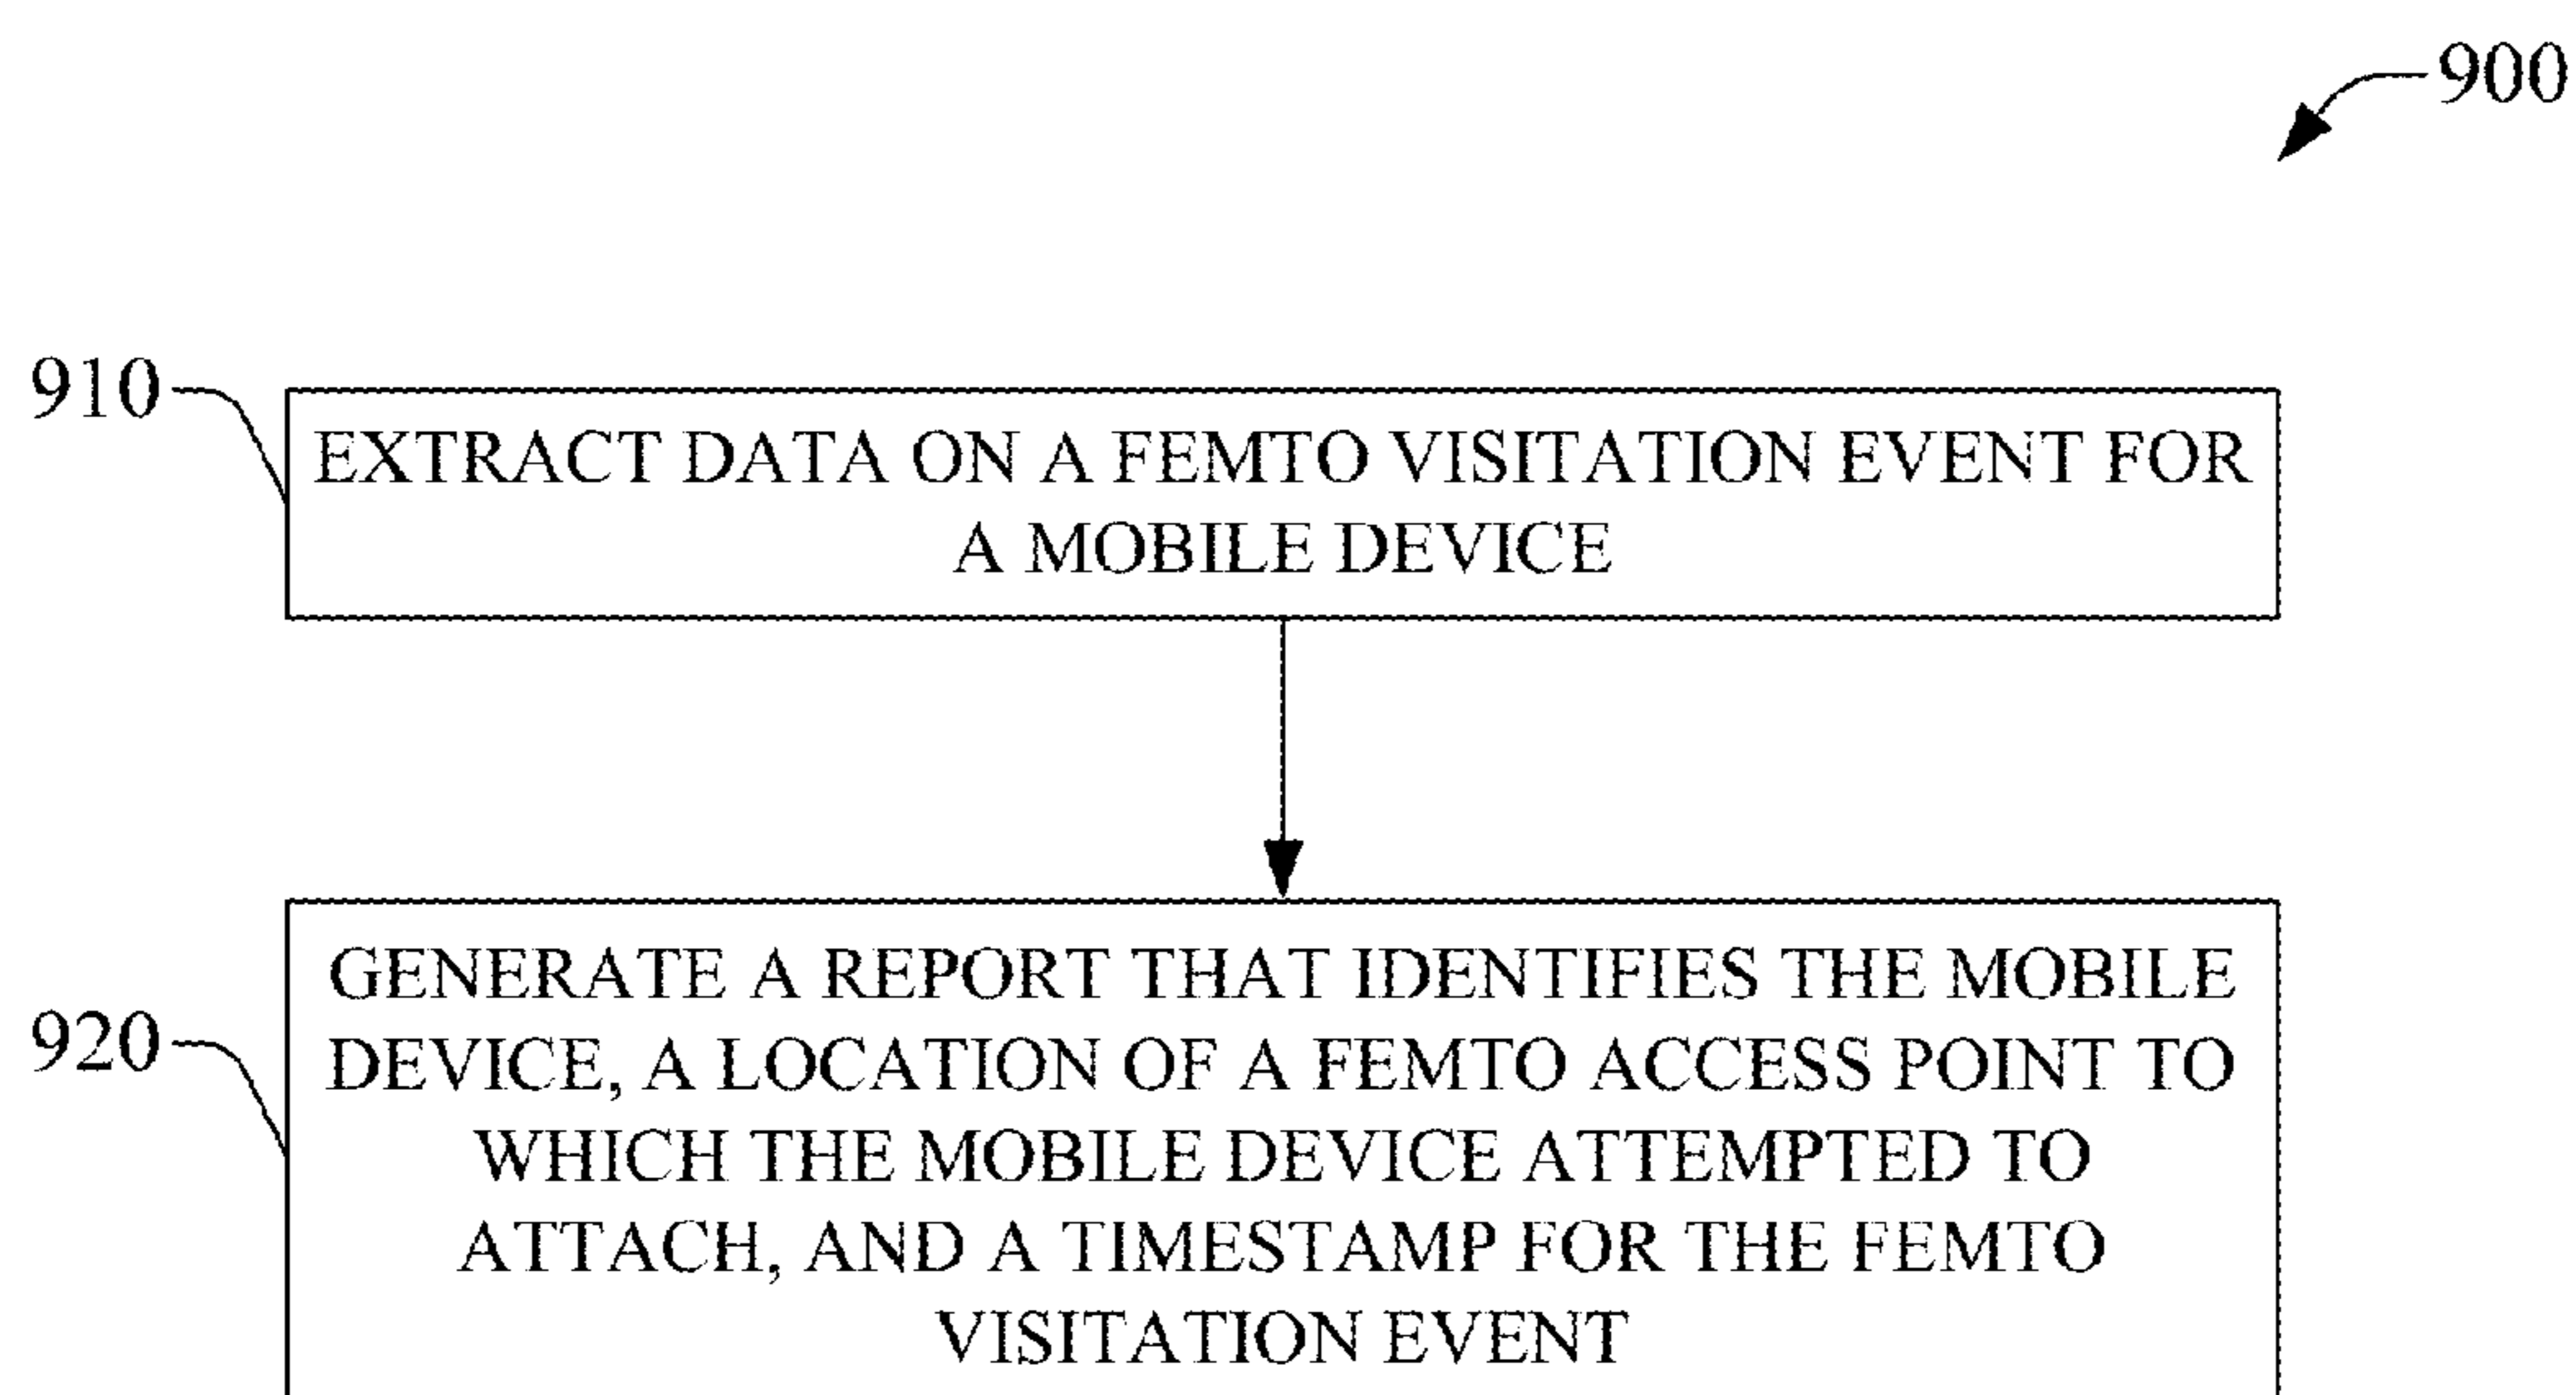 900
910
EXTRACT DATA ON A FEMTO VISITATION EVENT FOR
A MOBILE DEVICE
920
GENERATE A REPORT THAT IDENTIFIES THE MOBILE
DEVICE, A LOCATION OF A FEMTO ACCESS POINT TO
WHICH THE MOBILE DEVICE ATTEMPTED TO
ATTACH, AND A TIMESTAMP FOR THE FEMTO
VISITATION EVENT